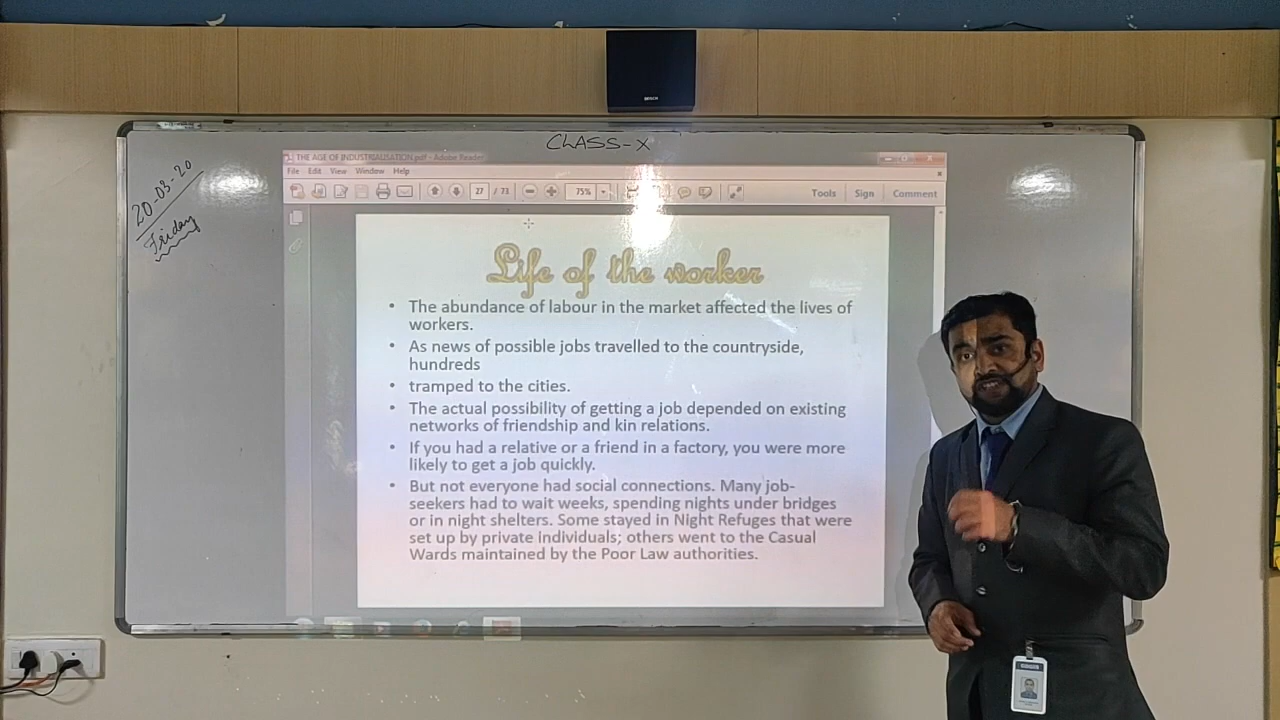 CLASS-X
20-03-20
Friday
THE AGE OF INDUSTRIALISATION.pdf - Adobe Reader
File Edit View Window Help
27 / 73 75% Tools Sign Comment
Life of the worker
• The abundance of labour in the market affected the lives of
workers.
• As news of possible jobs travelled to the countryside,
hundreds
• tramped to the cities.
• The actual possibility of getting a job depended on existing
networks of friendship and kin relations.
• If you had a relative or a friend in a factory, you were more
likely to get a job quickly.
• But not everyone had social connections. Many job-
seekers had to wait weeks, spending nights under bridges
or in night shelters. Some stayed in Night Refuges that were
set up by private individuals; others went to the Casual
Wards maintained by the Poor Law authorities.